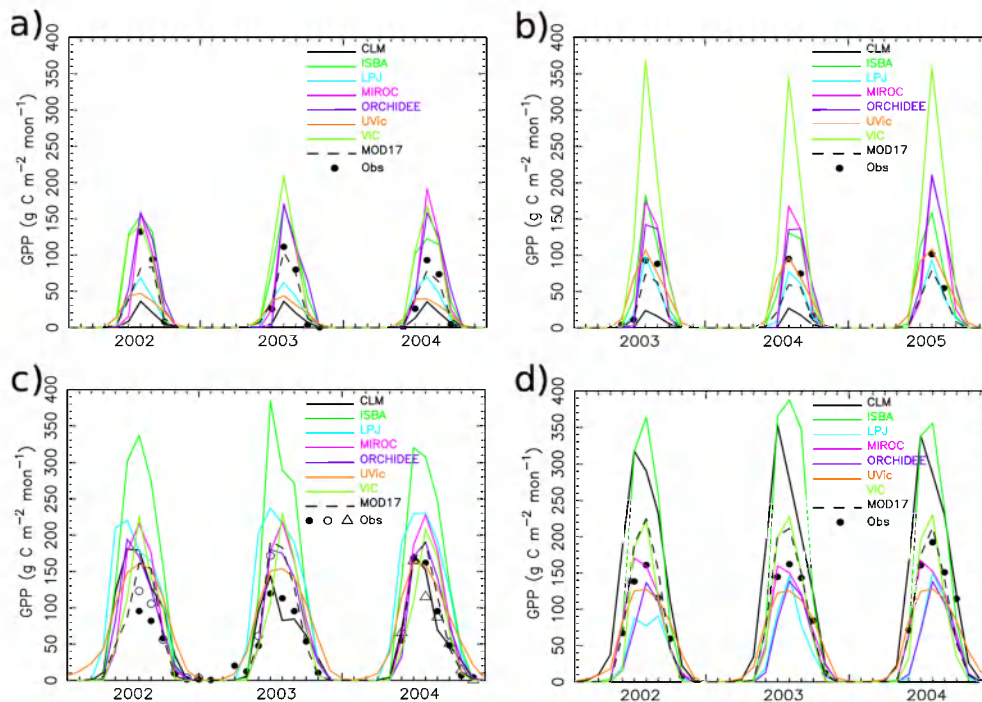 a)
GPP (g C m⁻² mon⁻¹)
400
350
300
250
200
150
100
50
0
CLM
ISBA
LPJ
MIROC
ORCHIDEE
UVic
VIC
MOD17
Obs
2002
2003
2004
b)
GPP (g C m⁻² mon⁻¹)
400
350
300
250
200
150
100
50
0
CLM
ISBA
LPJ
MIROC
ORCHIDEE
UVic
VIC
MOD17
Obs
2003
2004
2005
c)
GPP (g C m⁻² mon⁻¹)
400
350
300
250
200
150
100
50
0
CLM
ISBA
LPJ
MIROC
ORCHIDEE
UVic
VIC
MOD17
Obs
2002
2003
2004
d)
GPP (g C m⁻² mon⁻¹)
400
350
300
250
200
150
100
50
0
CLM
ISBA
LPJ
MIROC
ORCHIDEE
UVic
VIC
MOD17
Obs
2002
2003
2004